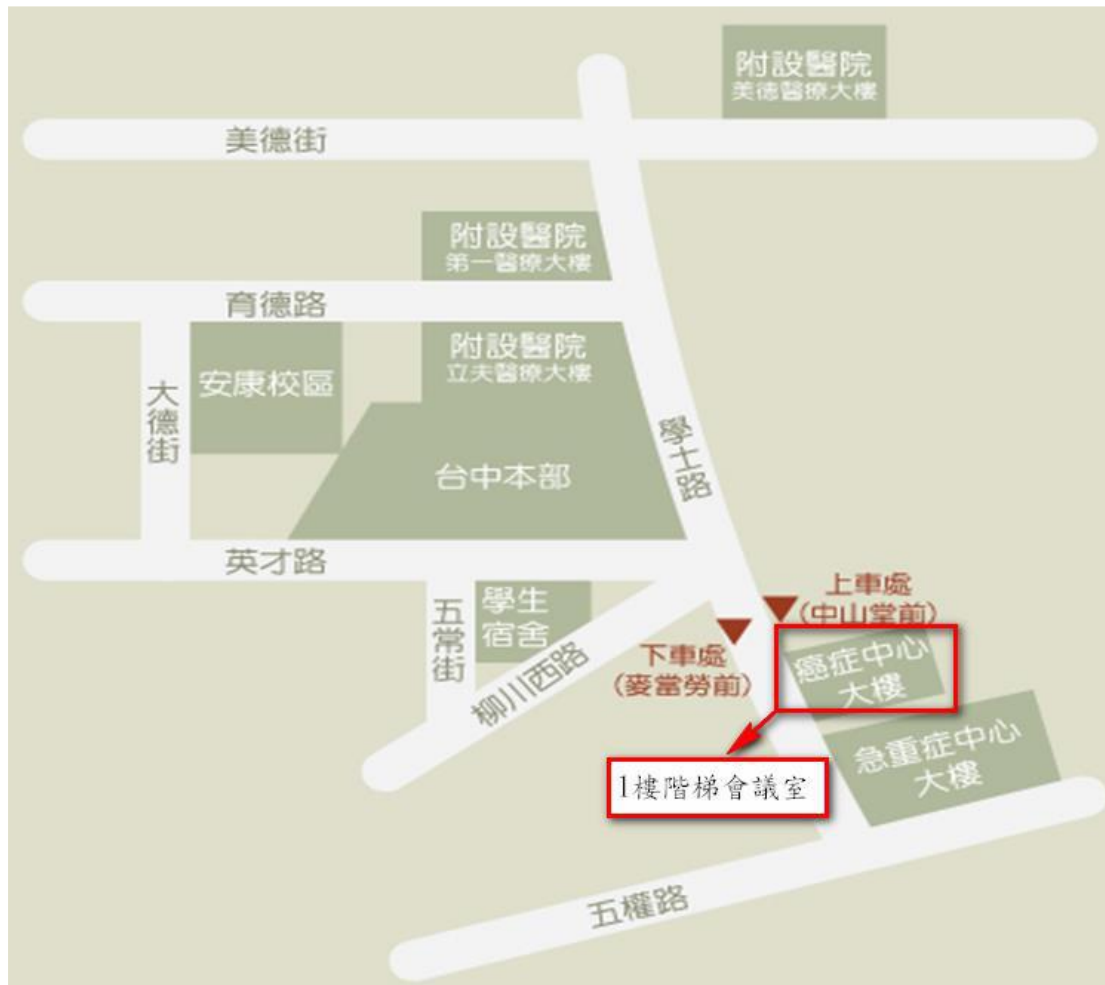 附設醫院
美德醫療大樓
美德街
附設醫院
第一醫療大樓
育德路
附設醫院
立夫醫療大樓
安康校區
大德街
學士路
台中本部
英才路
上車處
(中山堂前)
學生
宿舍
五常街
下車處
(麥當勞前)
柳川西路
癌症中心
大樓
急重症中心
大樓
1樓階梯會議室
五權路